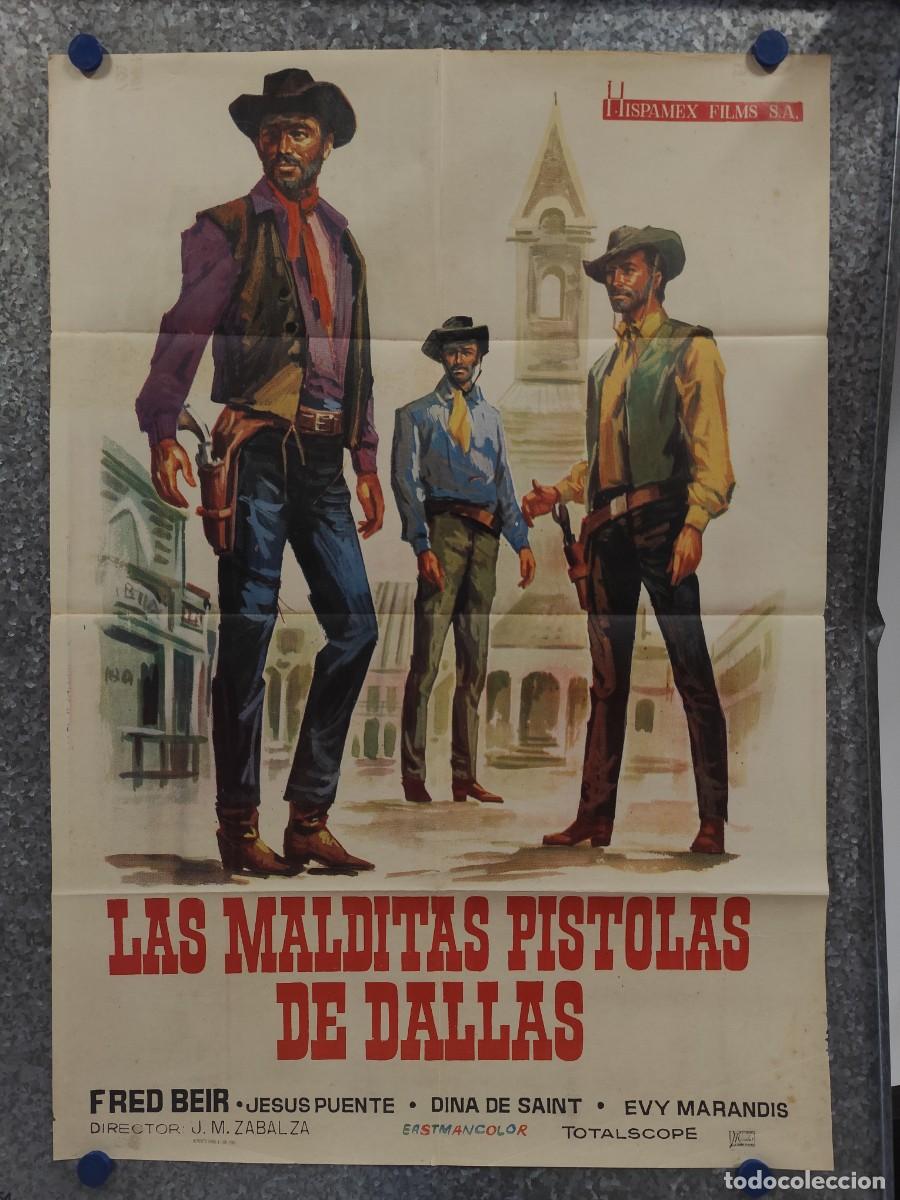 HISPAMEX FILMS S.A.
LAS MALDITAS PISTOLAS
DE DALLAS
FRED BEIR • JESUS PUENTE • DINA DE SAINT • EVY MARANDIS
DIRECTOR: J. M. ZABALZA EASTMANCOLOR TOTALSCOPE
todocoleccion